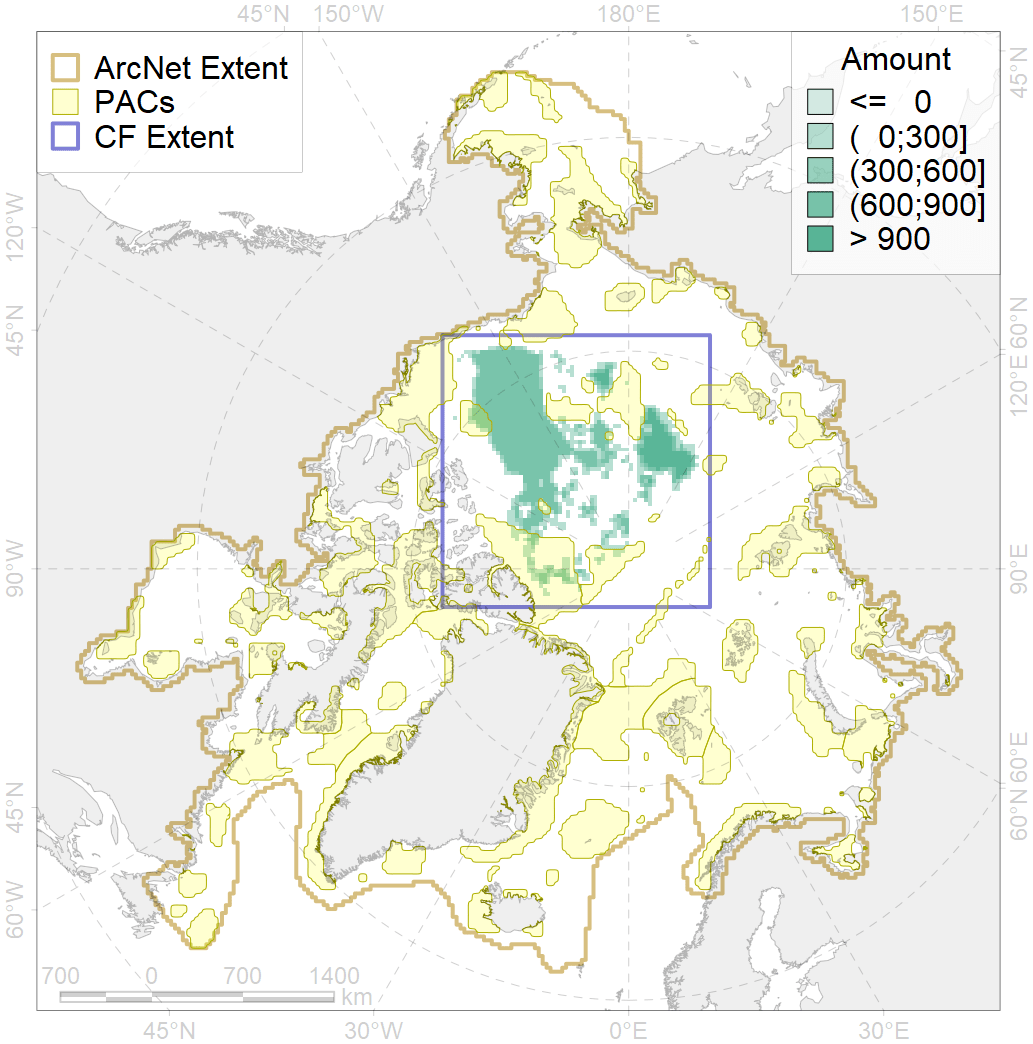 45°N 150°W 180°E 150°E
ArcNet Extent
PACs
CF Extent
Amount
<= 0
( 0;300]
(300;600]
(600;900]
> 900
45°N
120°W
45°N
60°N
120°E
90°W
90°E
60°E
60°N
45°N
60°W
700 0 700 1400
km
45°N 30°W 0°E 30°E